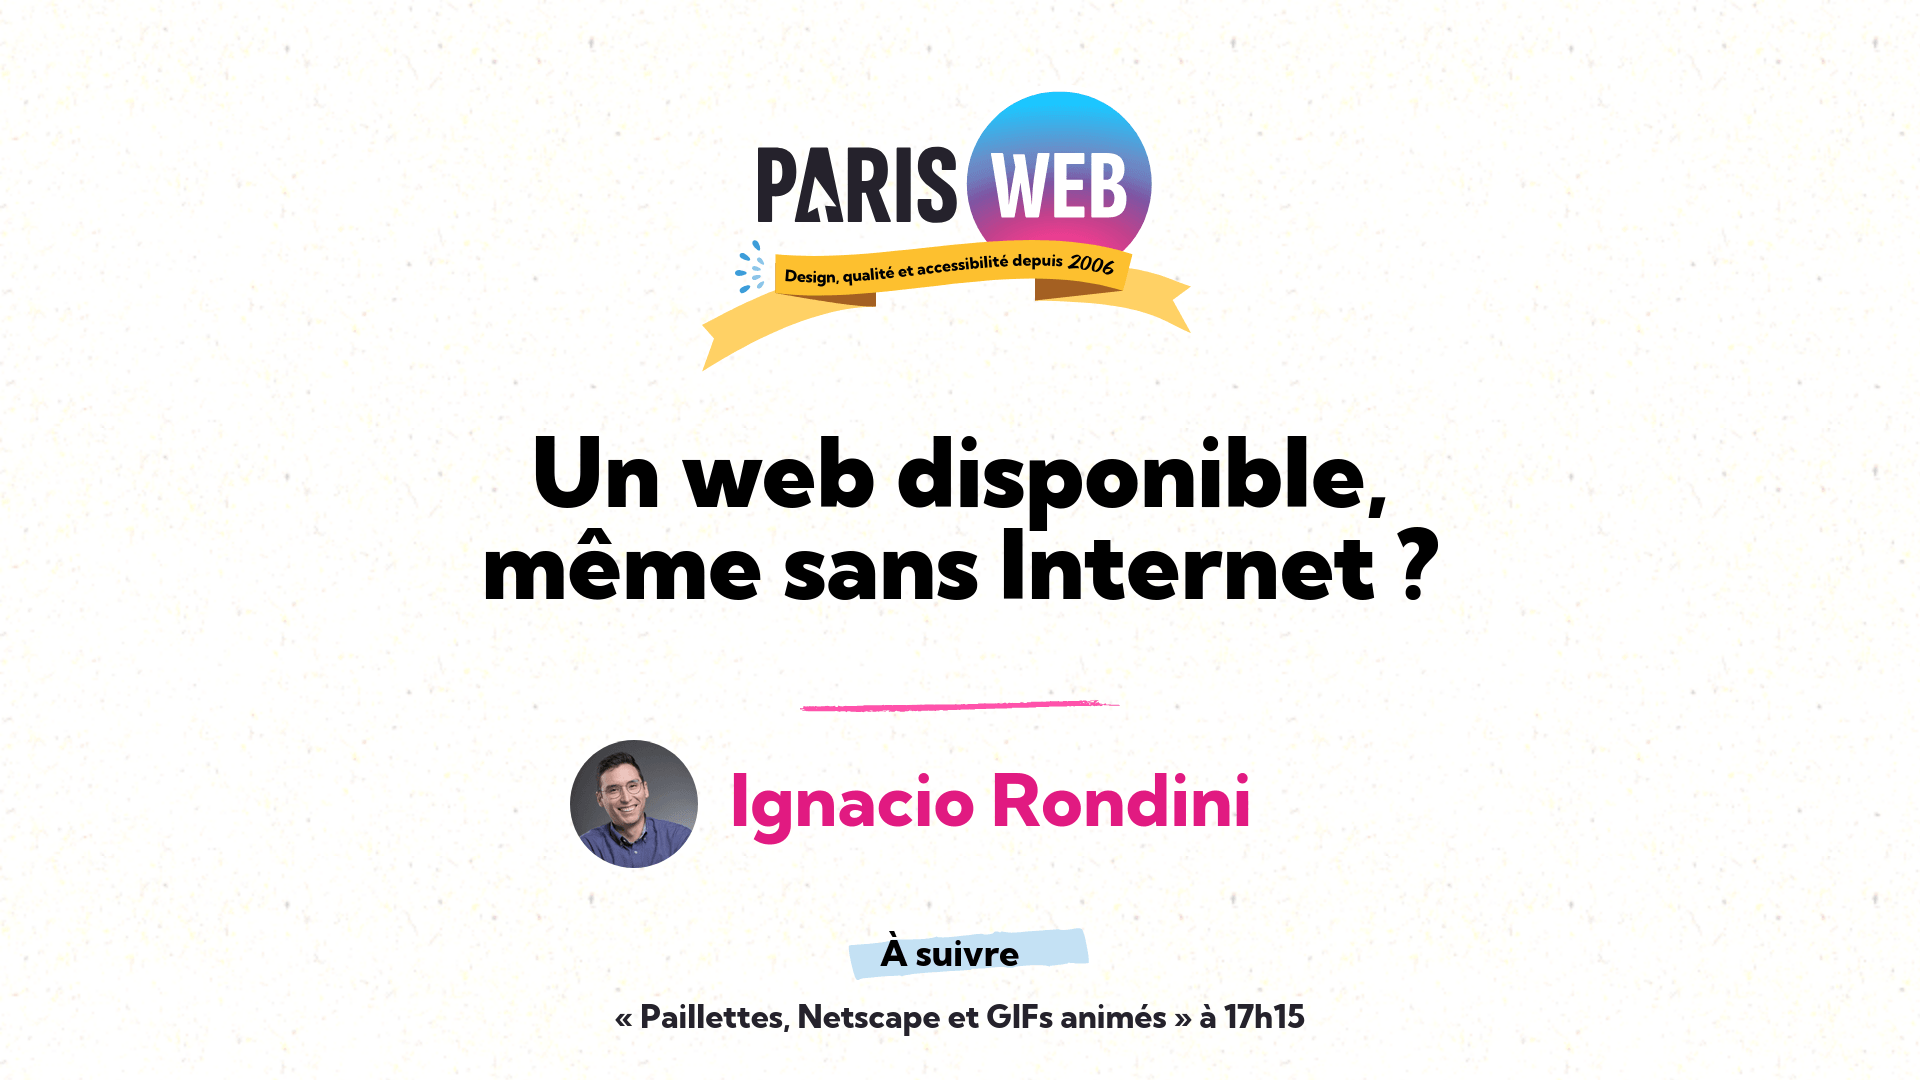 PARIS WEB
Design, qualité et accessibilité depuis 2006
Un web disponible,
même sans Internet ?
Ignacio Rondini
À suivre
« Paillettes, Netscape et GIFs animés » à 17h15